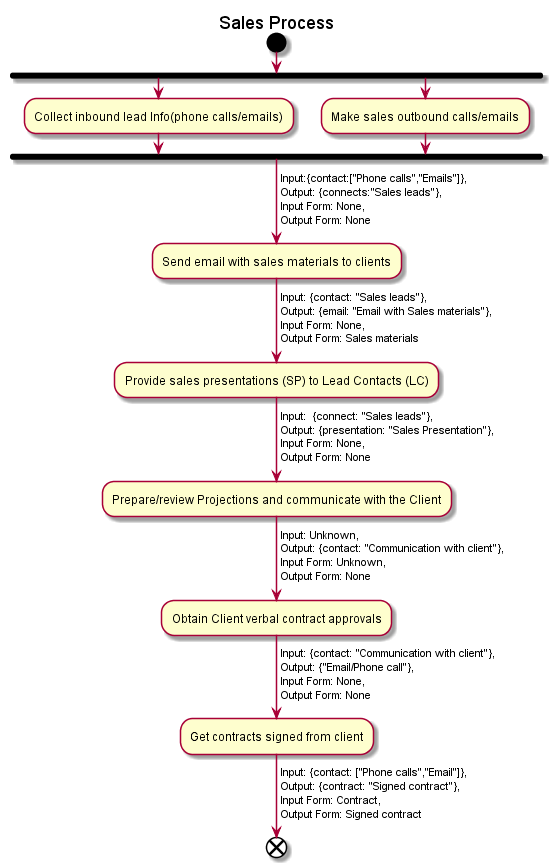 Sales Process
Collect inbound lead Info(phone calls/emails)
Make sales outbound calls/emails
Input:{contact:["Phone calls","Emails"]},
Output: {connects:"Sales leads"},
Input Form: None,
Output Form: None
Send email with sales materials to clients
Input: {contact: "Sales leads"},
Output: {email: "Email with Sales materials"},
Input Form: None,
Output Form: Sales materials
Provide sales presentations (SP) to Lead Contacts (LC)
Input:  {connect: "Sales leads"},
Output: {presentation: "Sales Presentation"},
Input Form: None,
Output Form: None
Prepare/review Projections and communicate with the Client
Input: Unknown,
Output: {contact: "Communication with client"},
Input Form: Unknown,
Output Form: None
Obtain Client verbal contract approvals
Input: {contact: "Communication with client"},
Output: {"Email/Phone call"},
Input Form: None,
Output Form: None
Get contracts signed from client
Input: {contact: ["Phone calls","Email"]},
Output: {contract: "Signed contract"},
Input Form: Contract,
Output Form: Signed contract